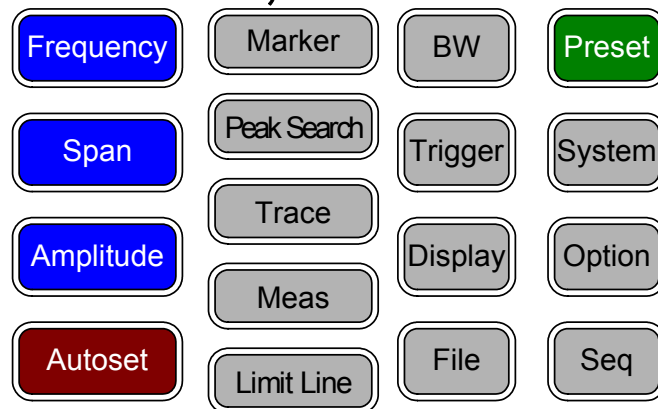 Frequency
Marker
BW
Preset
Peak Search
Span
Trigger
System
Trace
Amplitude
Display
Option
Meas
Autoset
File
Seq
Limit Line